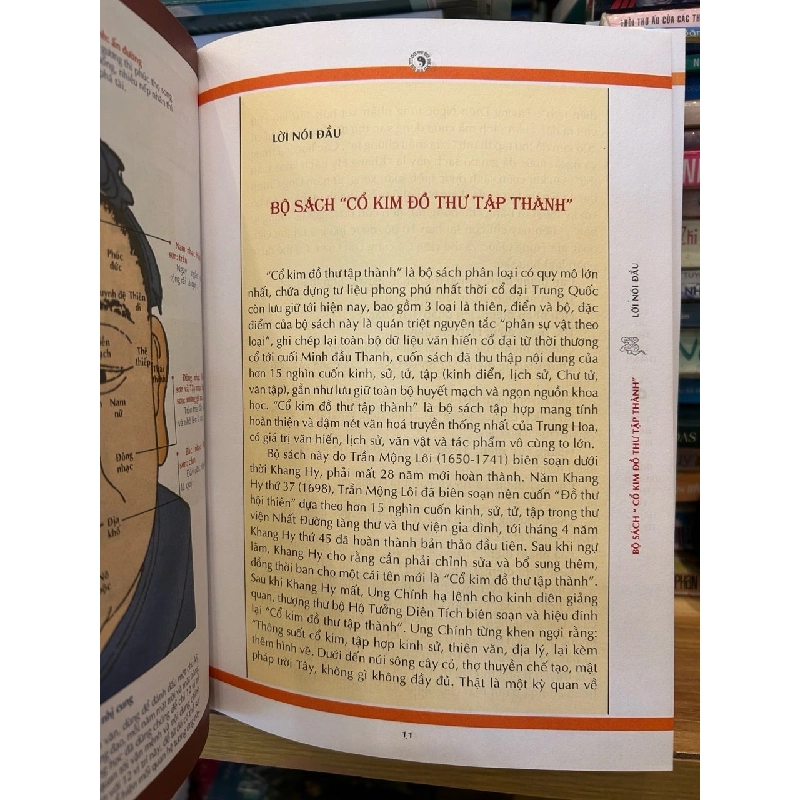 LỜI NÓI ĐẦU
BỘ SÁCH "CỔ KIM ĐỒ THƯ TẬP THÀNH"
"Cổ kim đồ thư tập thành" là bộ sách phân loại có quy mô lớn
nhất, chứa dựng tư liệu phong phú nhất thời cổ đại Trung Quốc
còn lưu tới hiện nay, bao gồm 3 loại là thiên, điển và bộ, đặc
điểm của bộ sách này là quán triệt nguyên tắc "phân sự vật theo
loại", ghi chép lại toàn bộ dữ liệu văn hiến cổ đại từ thời thượng
cổ tới cuối Minh đầu Thanh, cuốn sách đã thu thập nội dung của
hơn 15 nghìn cuốn kinh, sử, tử, tập (kinh điển, lịch sử, Chư tử,
văn tập), gần như lưu giữ toàn bộ huyết mạch và ngọn nguồn khoa
học. "Cổ kim đồ thư tập thành" là bộ sách tập hợp mang tính
hoàn thiện và đậm nét văn hoá truyền thống nhất của Trung Hoa,
có giá trị văn hiến, lịch sử, văn vật và tác phẩm vô cùng to lớn.
Bộ sách này do Trần Mộng Lôi (1650-1741) biên soạn dưới
thời Khang Hy, phải mất 28 năm mới hoàn thành. Năm Khang
Hy thứ 37 (1698), Trần Mộng Lôi đã biên soạn nên cuốn "Đồ thư
hội thiên" dựa theo hơn 15 nghìn cuốn kinh, sử, tử, tập trong thư
viện Nhất Đường tàng thư và thư viện gia đình, tới tháng 4 năm
Khang Hy thứ 45 đã hoàn thành bản thảo đầu tiên. Sau khi ngự
lãm, Khang Hy cho rằng cần phải chỉnh sửa và bổ sung thêm,
đồng thời ban cho một cái tên mới là "Cổ kim đồ thư tập thành".
Sau khi Khang Hy mất, Ung Chính hạ lệnh cho kinh diên giảng
quan, thượng thư bộ Hộ Tưởng Diên Tích biên soạn và hiệu đính
lại "Cổ kim đồ thư tập thành". Ung Chính từng khen ngợi rằng:
"Thông suốt cổ kim, tập hợp kinh sử, thiên văn, địa lý, lại kèm
thêm hình vẽ. Dưới đến núi sông cây cỏ, thợ thuyền chế tạo, mật
pháp trời Tây, không gì không đầy đủ. Thật là một kỳ quan về
11
LỜI NÓI ĐẦU
BỘ SÁCH " CỔ KIM ĐỒ THƯ TẬP THÀNH"
Phúc
đức
Thê
thiếp
Nam
nữ
Nô
Địa
khố